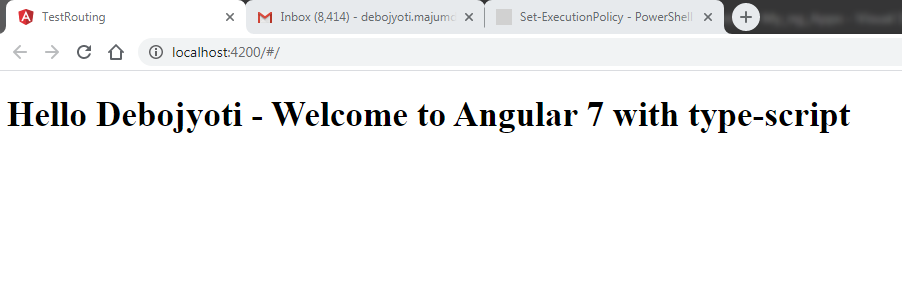 TestRouting
Inbox (8,414) - debojyoti.majum
Set-ExecutionPolicy - PowerShell
localhost:4200/#/
Hello Debojyoti - Welcome to Angular 7 with type-script